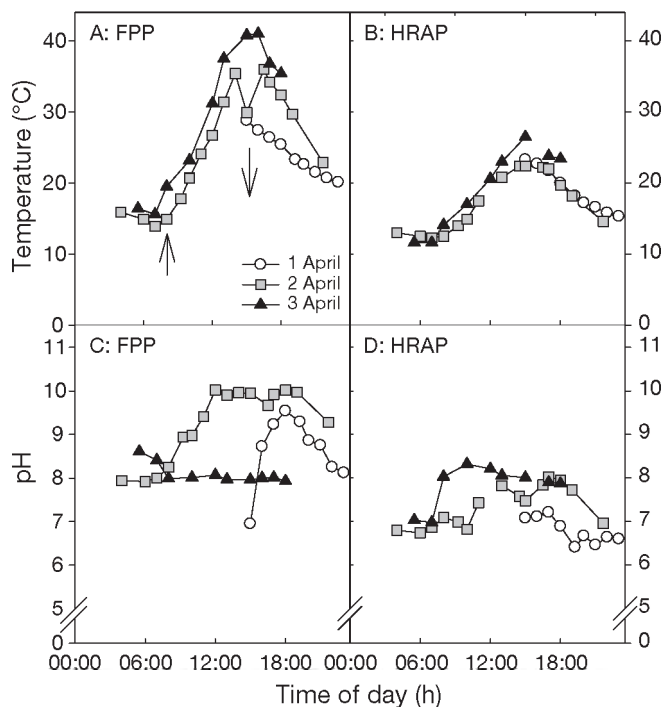 A: FPP
B: HRAP
40
30
20
10
0
Temperature (°C)
40
30
20
10
0
1 April
2 April
3 April
C: FPP
D: HRAP
11
10
9
8
7
6
5
0
pH
11
10
9
8
7
6
5
0
00:00 06:00 12:00 18:00 00:00 06:00 12:00 18:00
Time of day (h)